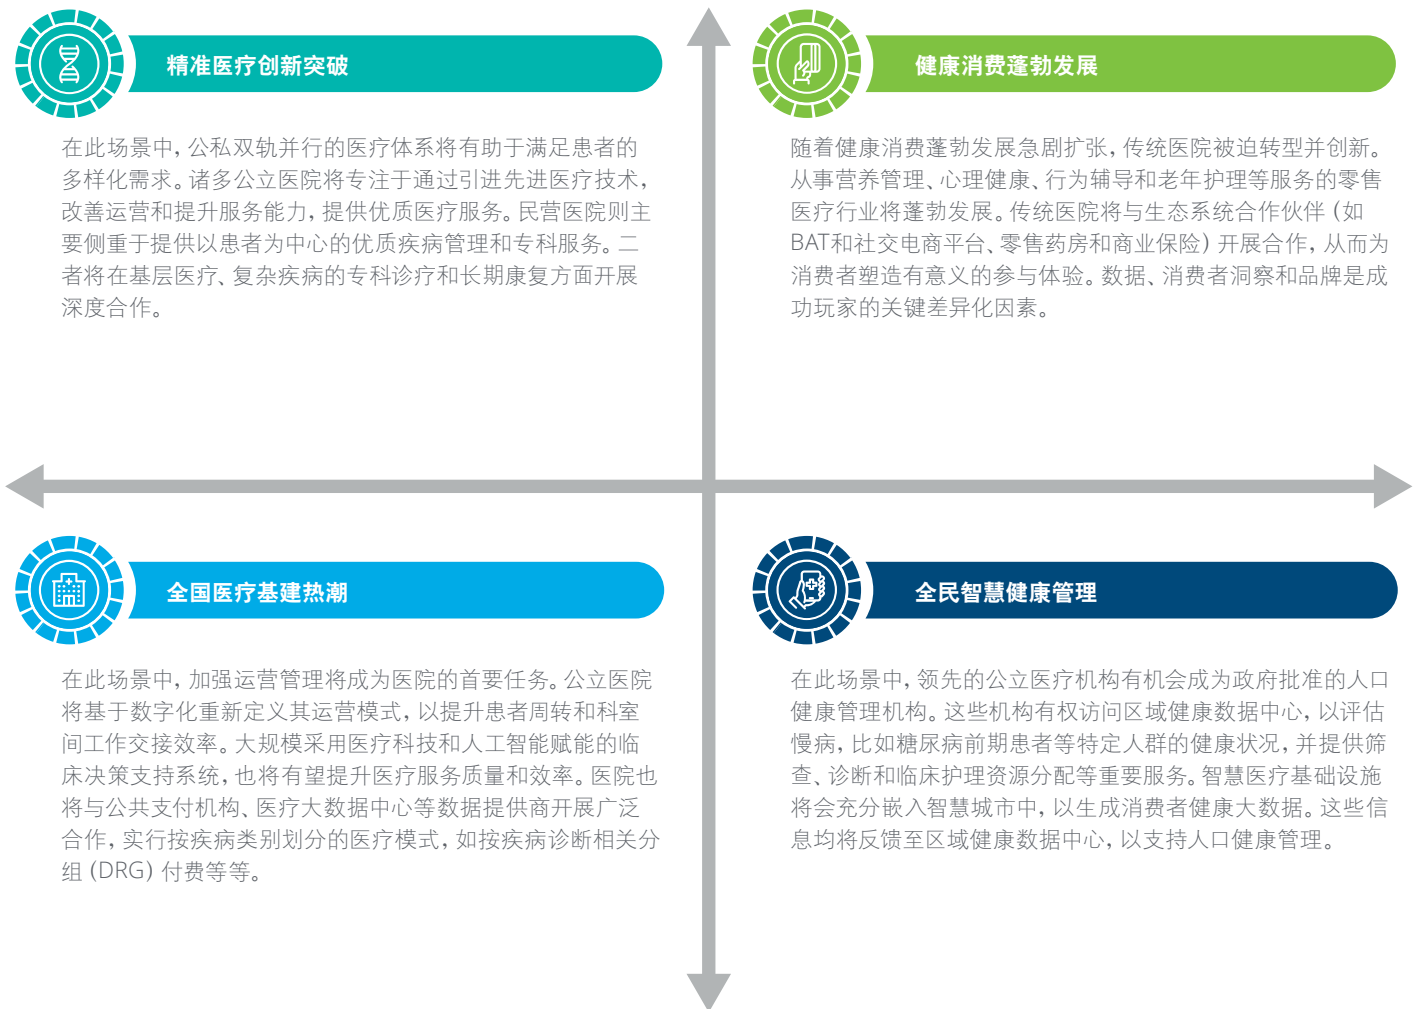 精准医疗创新突破
在此场景中，公私双轨并行的医疗体系将有助于满足患者的
多样化需求。诸多公立医院将专注于通过引进先进医疗技术，
改善运营和提升服务能力，提供优质医疗服务。民营医院则主
要侧重于提供以患者为中心的优质疾病管理和专科服务。二
者将在基层医疗、复杂疾病的专科诊疗和长期康复方面开展
深度合作。
健康消费蓬勃发展
随着健康消费蓬勃发展急剧扩张，传统医院被迫转型并创新。
从事营养管理、心理健康、行为辅导和老年护理等服务的零售
医疗行业将蓬勃发展。传统医院将与生态系统合作伙伴（如
BAT和社交电商平台、零售药房和商业保险）开展合作，从而为
消费者塑造有意义的参与体验。数据、消费者洞察和品牌是成
功玩家的关键差异化因素。
全国医疗基建热潮
在此场景中，加强运营管理将成为医院的首要任务。公立医院
将基于数字化重新定义其运营模式，以提升患者周转和科室
间工作交接效率。大规模采用医疗科技和人工智能赋能的临
床决策支持系统，也将有望提升医疗服务质量和效率。医院也
将与公共支付机构、医疗大数据中心等数据提供商开展广泛
合作，实行按疾病类别划分的医疗模式，如按疾病诊断相关分
组（DRG）付费等等。
全民智慧健康管理
在此场景中，领先的公立医疗机构有机会成为政府批准的人口
健康管理机构。这些机构有权访问区域健康数据中心，以评估
慢病，比如糖尿病前期患者等特定人群的健康状况，并提供筛
查、诊断和临床护理资源分配等重要服务。智慧医疗基础设施
将会充分嵌入智慧城市中，以生成消费者健康大数据。这些信
息均将反馈至区域健康数据中心，以支持人口健康管理。